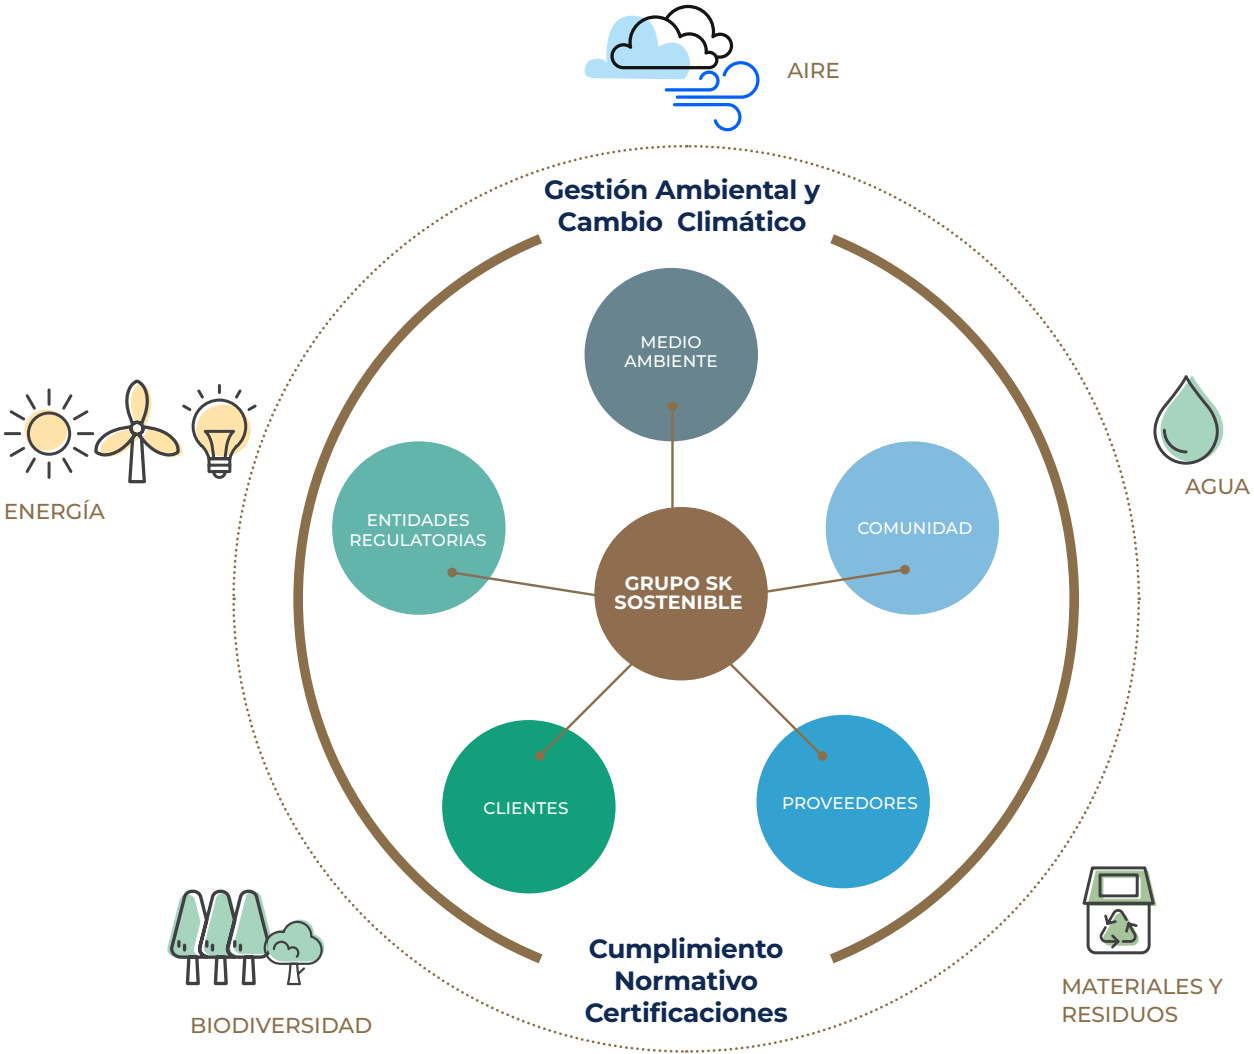 AIRE
Gestión Ambiental y
Cambio Climático
MEDIO
AMBIENTE
ENERGÍA
AGUA
ENTIDADES
REGULATORIAS
COMUNIDAD
GRUPO SK
SOSTENIBLE
CLIENTES
PROVEEDORES
Cumplimiento
Normativo
Certificaciones
BIODIVERSIDAD
MATERIALES Y
RESIDUOS